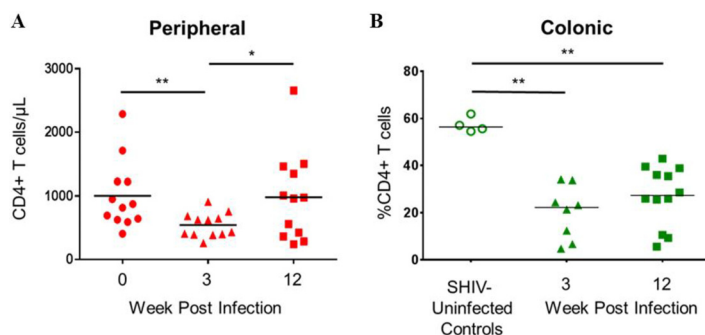 A
Peripheral
CD4+ T cells/µL
3000
2000
1000
0
**
*
0
3
12
Week Post Infection
B
Colonic
%CD4+ T cells
80
60
40
20
0
**
**
SHIV-
Uninfected
Controls
3
12
Week Post Infection